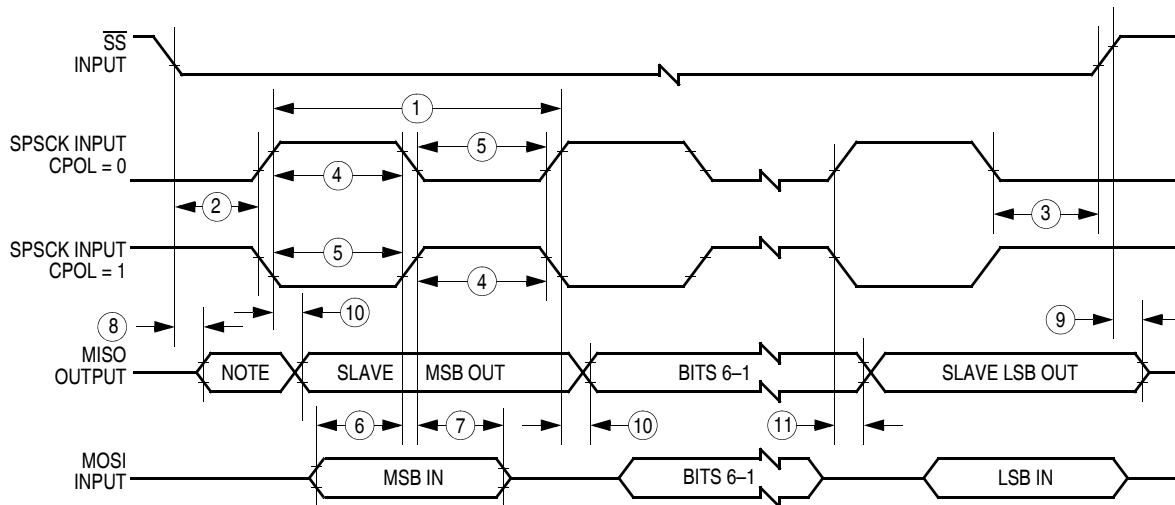 SS
INPUT
1
SPSCK INPUT
CPOL = 0
5
4
2
3
SPSCK INPUT
CPOL = 1
5
4
8
10
9
MISO
OUTPUT
NOTE
SLAVE MSB OUT
BITS 6–1
SLAVE LSB OUT
6
7
10
11
MOSI
INPUT
MSB IN
BITS 6–1
LSB IN